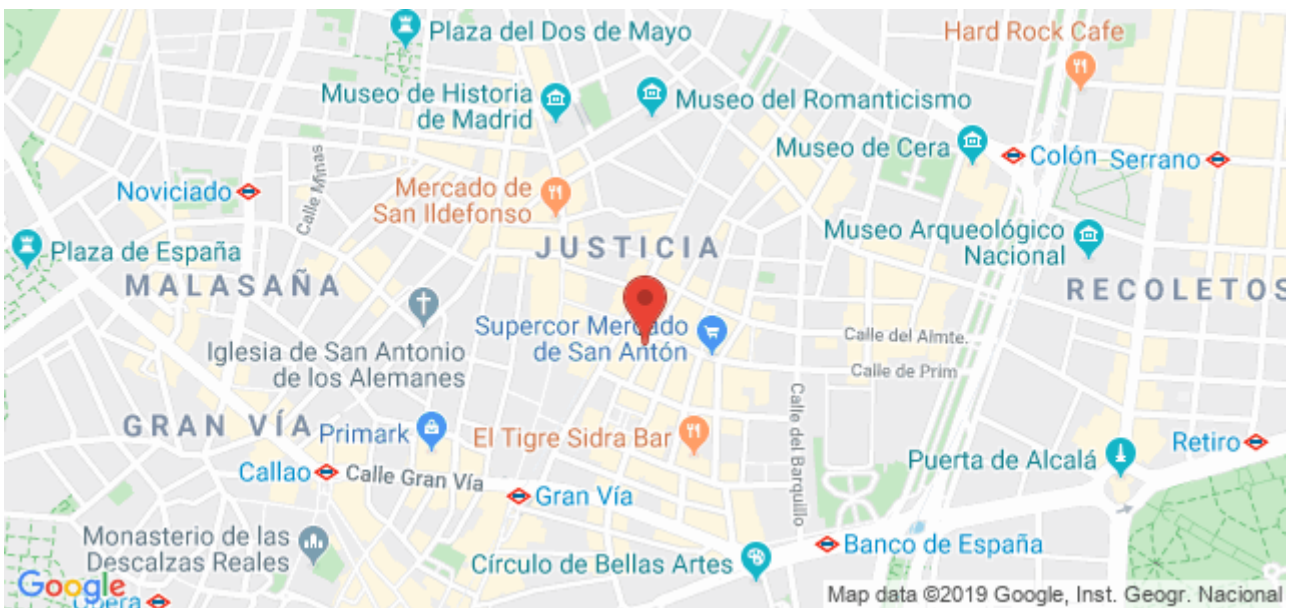 Plaza del Dos de Mayo
Hard Rock Cafe
Museo de Historia
de Madrid
Museo del Romanticismo
Museo de Cera
Colón
Serrano
Noviciado
Calle Minas
Mercado de
San Ildefonso
Plaza de España
JUSTICIA
Museo Arqueológico
Nacional
MALASAÑA
RECOLETOS
Supercor Mercado
de San Antón
Calle del Almte.
Iglesia de San Antonio
de los Alemanes
Calle de Prim
GRAN VÍA
Primark
El Tigre Sidra Bar
Calle del Barquillo
Retiro
Puerta de Alcalá
Callao
Calle Gran Vía
Gran Vía
Monasterio de las
Descalzas Reales
Círculo de Bellas Artes
Banco de España
Google
Opera
Map data ©2019 Google, Inst. Geogr. Nacional